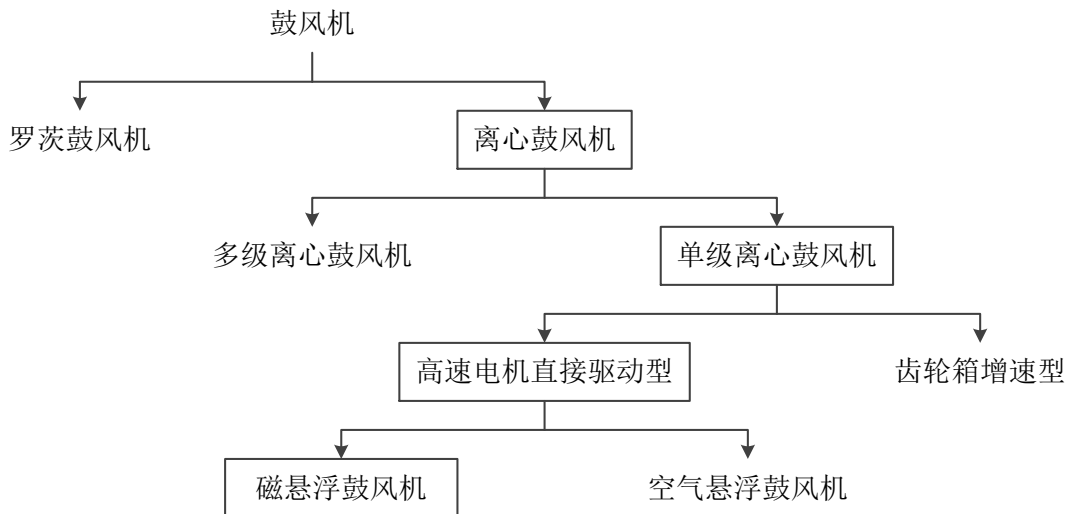 鼓风机
罗茨鼓风机
离心鼓风机
多级离心鼓风机
单级离心鼓风机
高速电机直接驱动型
齿轮箱增速型
磁悬浮鼓风机
空气悬浮鼓风机